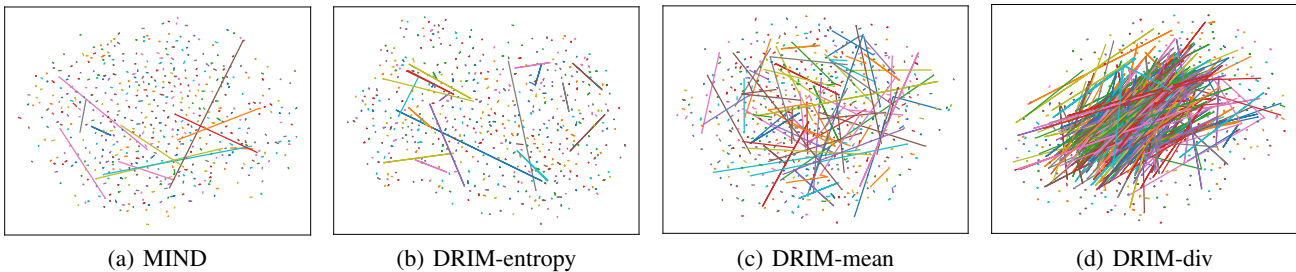 (a) MIND
(b) DRIM-entropy
(c) DRIM-mean
(d) DRIM-div